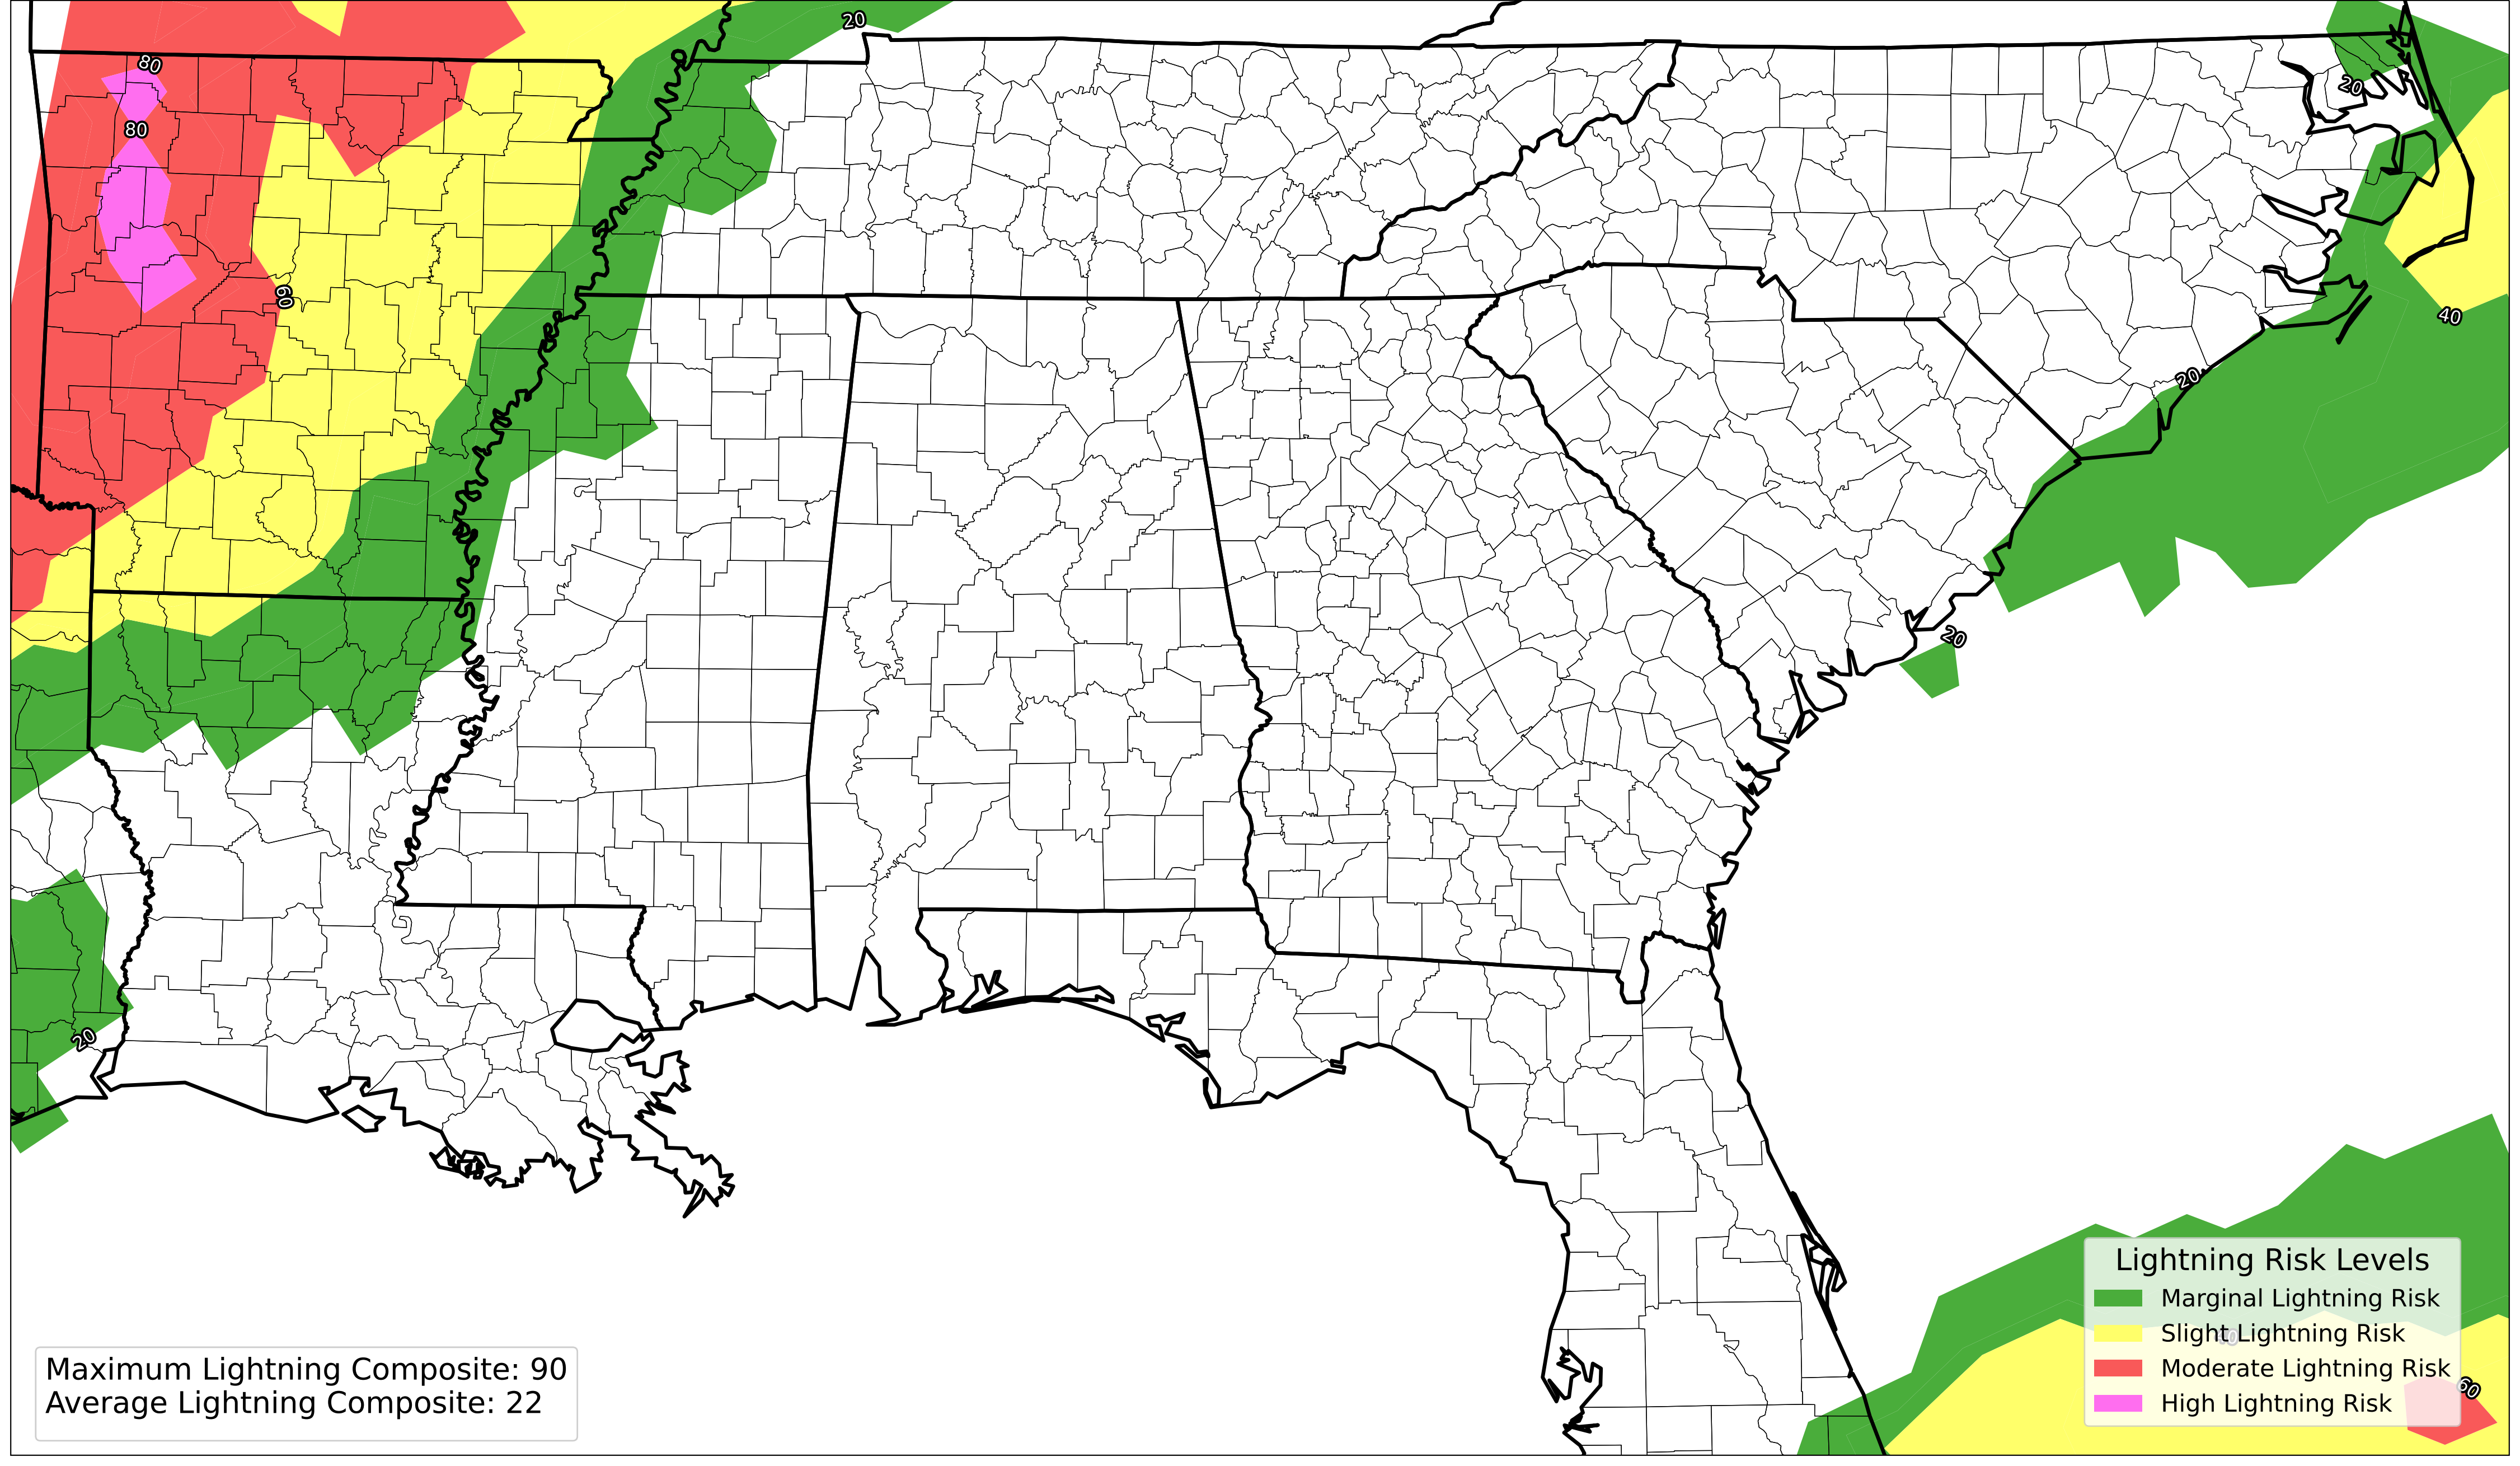 20
80
20
80
60
40
20
20
20
Lightning Risk Levels
Marginal Lightning Risk
Slight Lightning Risk
Moderate Lightning Risk
High Lightning Risk
60
Maximum Lightning Composite: 90
Average Lightning Composite: 22